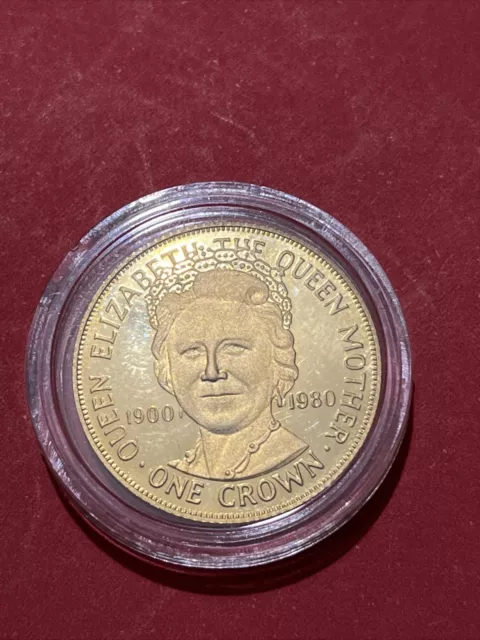 · QUEEN ELIZABETH THE QUEEN MOTHER ·
1900 1980
ONE CROWN